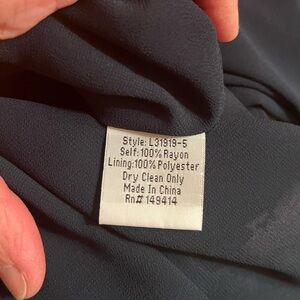 Style: L31919-5
Self: 100% Rayon
Lining: 100% Polyester
Dry Clean Only
Made In China
Rn# 149414